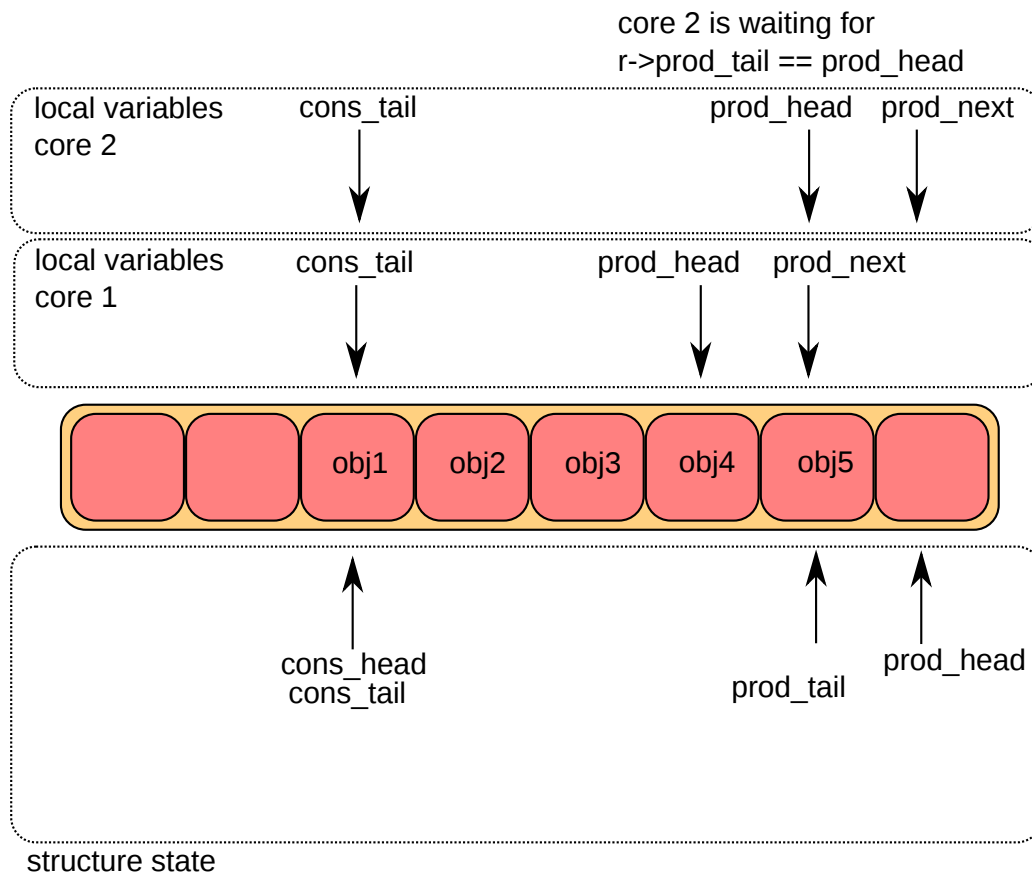 core 2 is waiting for
r->prod_tail == prod_head
local variables
core 2
cons_tail
prod_head
prod_next
local variables
core 1
cons_tail
prod_head
prod_next
obj1
obj2
obj3
obj4
obj5
cons_head
cons_tail
prod_tail
prod_head
structure state